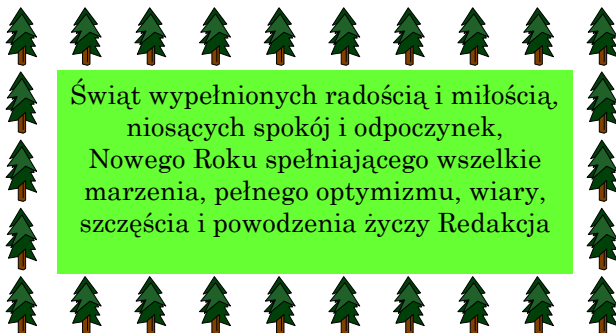 Świąt wypełnionych radością i miłością,
niosących spokój i odpoczynek,
Nowego Roku spełniającego wszelkie
marzenia, pełnego optymizmu, wiary,
szczęścia i powodzenia życzy Redakcja